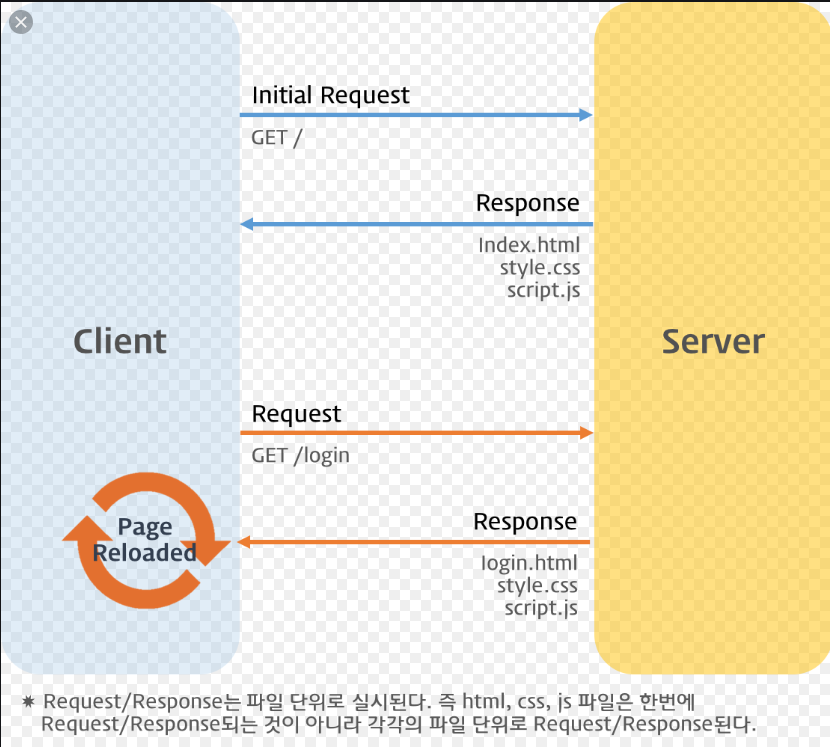 Initial Request
GET /
Response
Index.html
style.css
script.js
Client
Server
Request
GET /login
Page
Reloaded
Response
login.html
style.css
script.js
✷ Request/Response는 파일 단위로 실시된다. 즉 html, css, js 파일은 한번에
Request/Response되는 것이 아니라 각각의 파일 단위로 Request/Response된다.